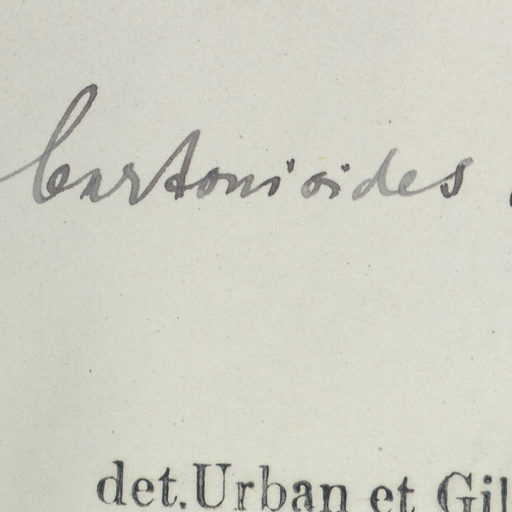 bartonioides
det. Urban et Gil